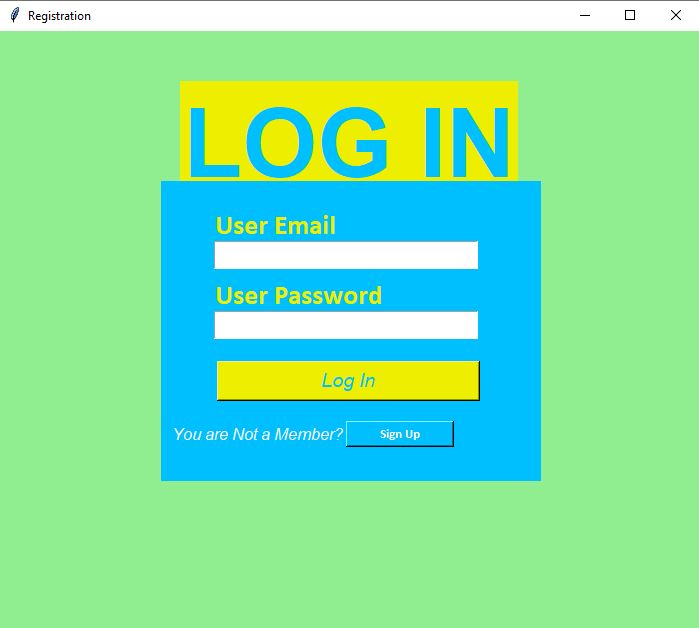 Registration
LOG IN
User Email
User Password
Log In
You are Not a Member? Sign Up